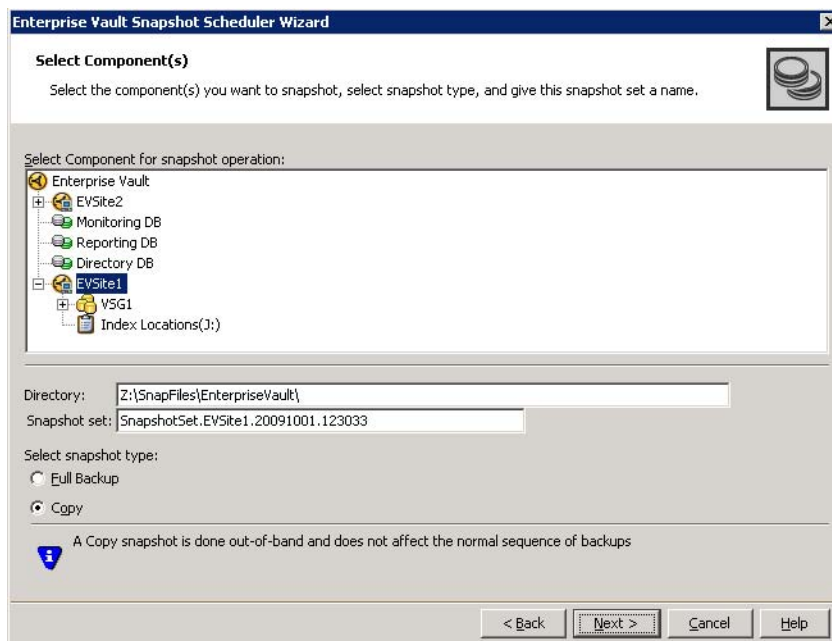 Enterprise Vault Snapshot Scheduler Wizard
Select Component(s)
Select the component(s) you want to snapshot, select snapshot type, and give this snapshot set a name.
Select Component for snapshot operation:
Enterprise Vault
EVSite2
Monitoring DB
Reporting DB
Directory DB
EVSite1
VSG1
Index Locations(J:)
Directory: Z:\SnapFiles\EnterpriseVault\
Snapshot set: SnapshotSet.EVSite1.20091001.123033
Select snapshot type:
Full Backup
Copy
A Copy snapshot is done out-of-band and does not affect the normal sequence of backups
< Back Next > Cancel Help